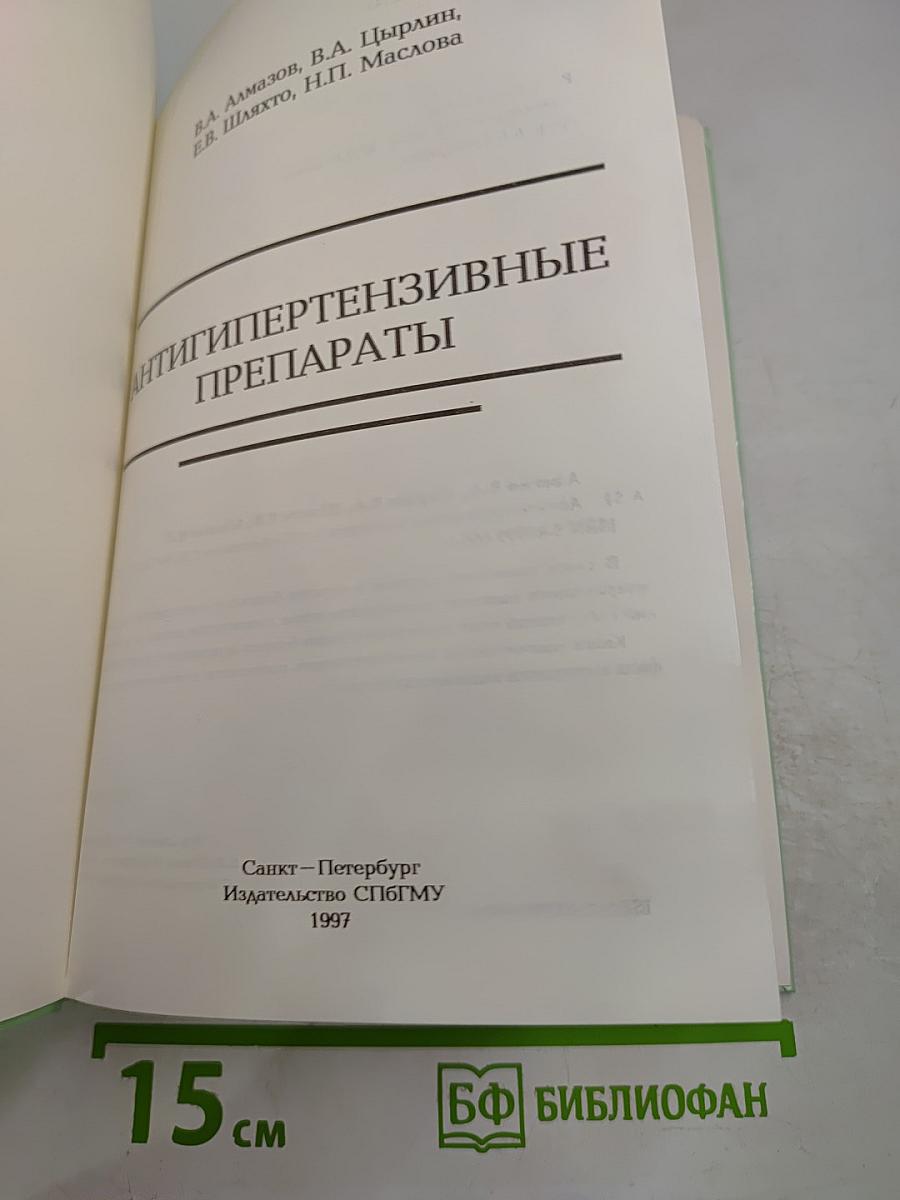 В.А. Алмазов, В.А. Цырлин,
Е.В. Шляхто, Н.П. Маслова
АНТИГИПЕРТЕНЗИВНЫЕ
ПРЕПАРАТЫ
Санкт—Петербург
Издательство СПбГМУ
1997
15 см
БФ БИБЛИОФАН